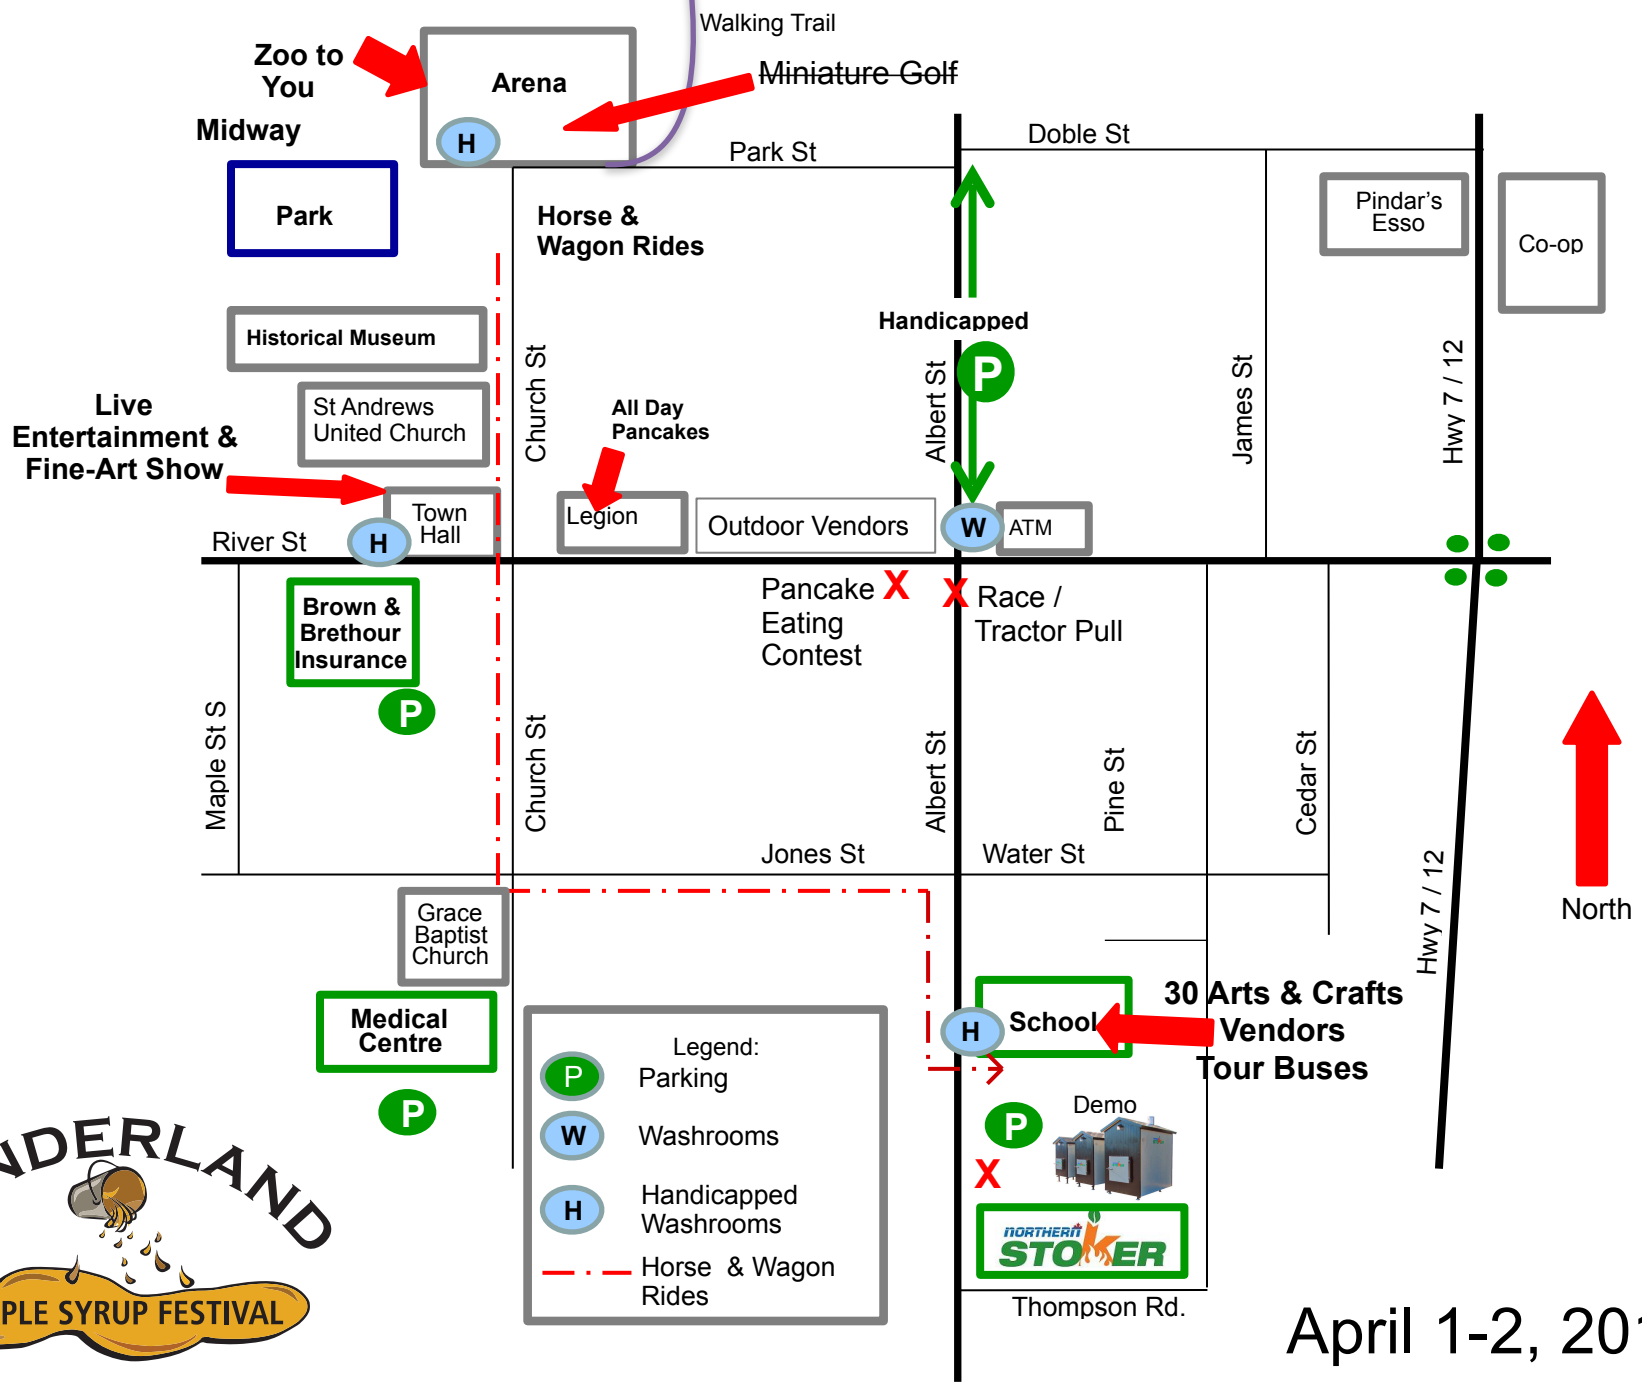 Walking Trail
Zoo to
You
Arena
Miniature Golf
Midway
H
Doble St
Park St
Park
Horse &
Wagon Rides
Pindar's
Esso
Co-op
Handicapped
P
Historical Museum
Church St
Albert St
James St
Hwy 7 / 12
St Andrews
United Church
Live
Entertainment &
Fine-Art Show
All Day
Pancakes
Town
Hall
H
Legion
Outdoor Vendors
W
ATM
River St
Brown &
Brethour
Insurance
P
Pancake X
Eating
Contest
X Race /
Tractor Pull
Maple St S
Church St
Albert St
Pine St
Cedar St
Hwy 7 / 12
North
Jones St
Water St
Grace
Baptist
Church
Medical
Centre
P
H
School
30 Arts & Crafts
Vendors
Tour Buses
Legend:
P Parking
W Washrooms
H Handicapped
Washrooms
Horse & Wagon
Rides
P
Demo
X
NORTHERN
STOKER
Thompson Rd.
NDERLAND
PLE SYRUP FESTIVAL
April 1-2, 201